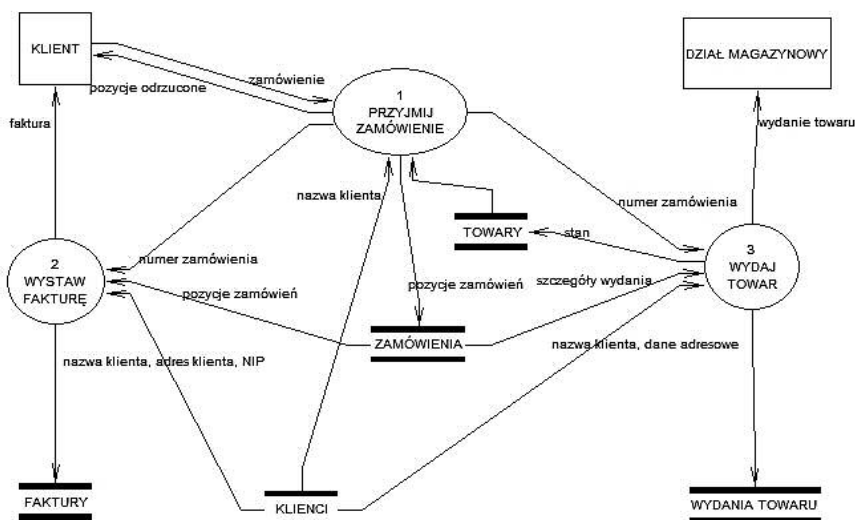 KLIENT
zamówienie
pozycje odrzucone
1
PRZYJMIJ
ZAMÓWIENIE
DZIAŁ MAGAZYNOWY
faktura
wydanie towaru
nazwa klienta
numer zamówienia
TOWARY
stan
2
WYSTAW
FAKTURĘ
numer zamówienia
3
WYDAJ
TOWAR
pozycje zamówień
pozycje zamówień
szczegóły wydania
ZAMÓWIENIA
nazwa klienta, adres klienta, NIP
nazwa klienta, dane adresowe
FAKTURY
KLIENCI
WYDANIA TOWARU